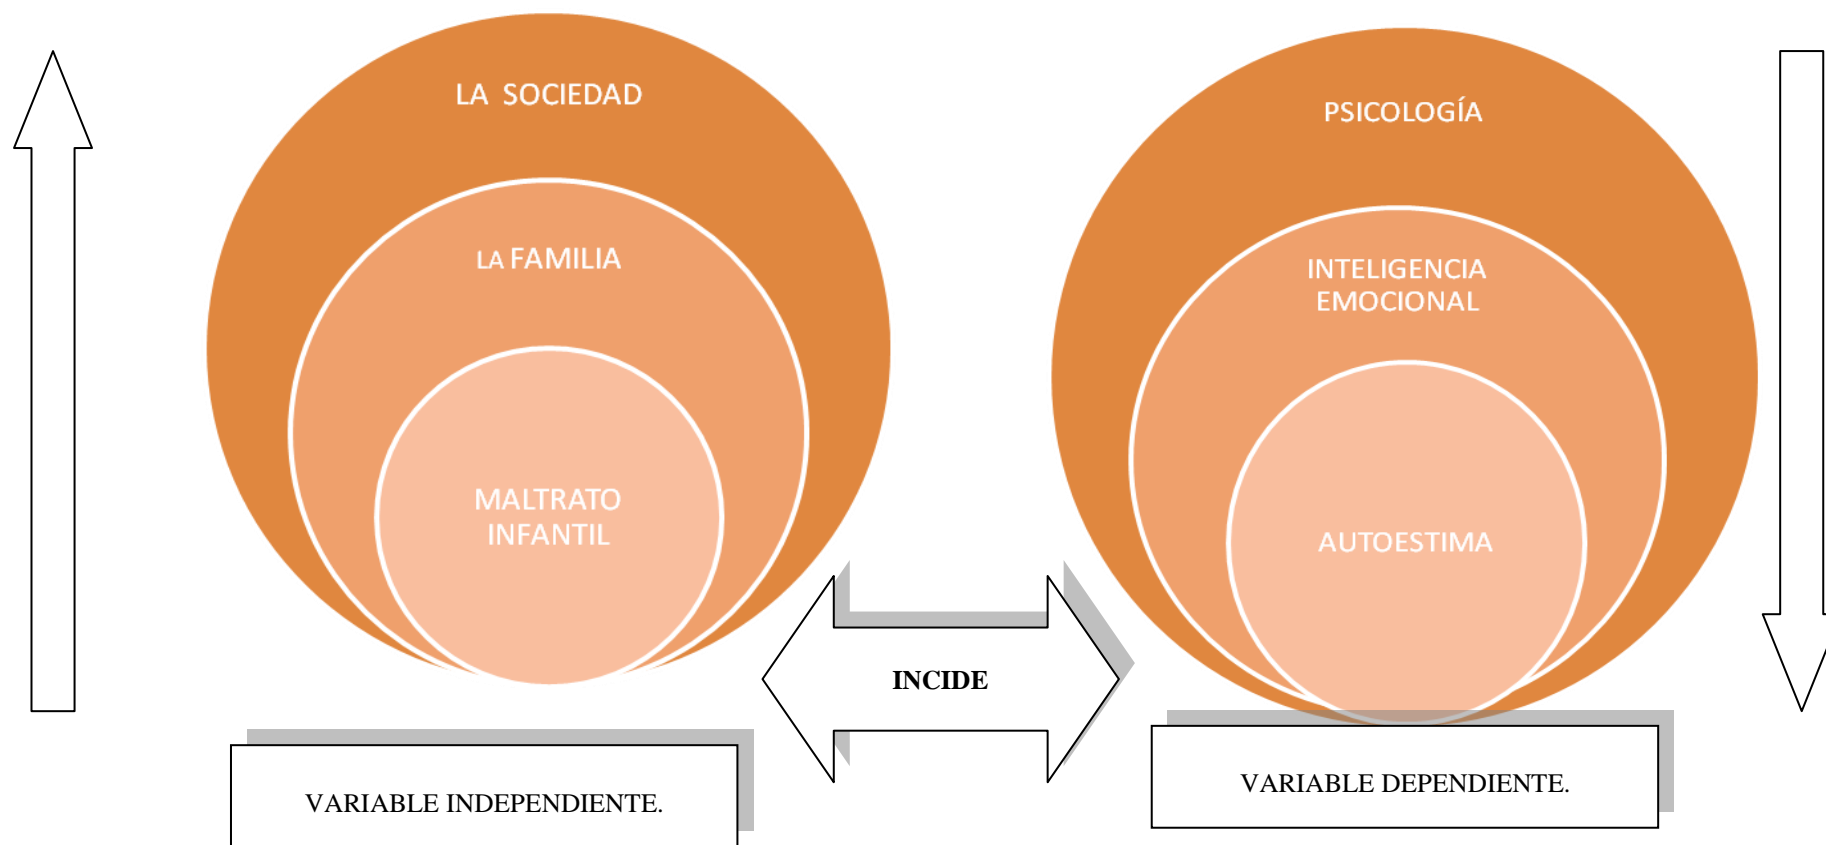 LA SOCIEDAD
LA FAMILIA
MALTRATO
INFANTIL
PSICOLOGÍA
INTELIGENCIA
EMOCIONAL
AUTOESTIMA
INCIDE
VARIABLE INDEPENDIENTE.
VARIABLE DEPENDIENTE.